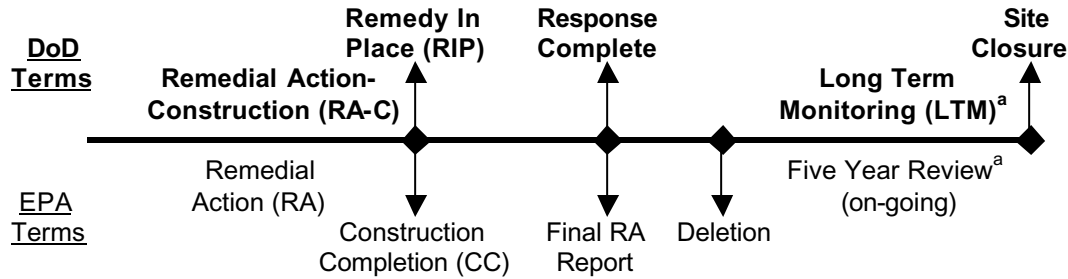 DoD
Terms
Remedial Action-
Construction (RA-C)
Remedy In
Place (RIP)
Response
Complete
Long Term
Monitoring (LTM)a
Site
Closure
EPA
Terms
Remedial
Action (RA)
Construction
Completion (CC)
Final RA
Report
Deletion
Five Year Reviewa
(on-going)